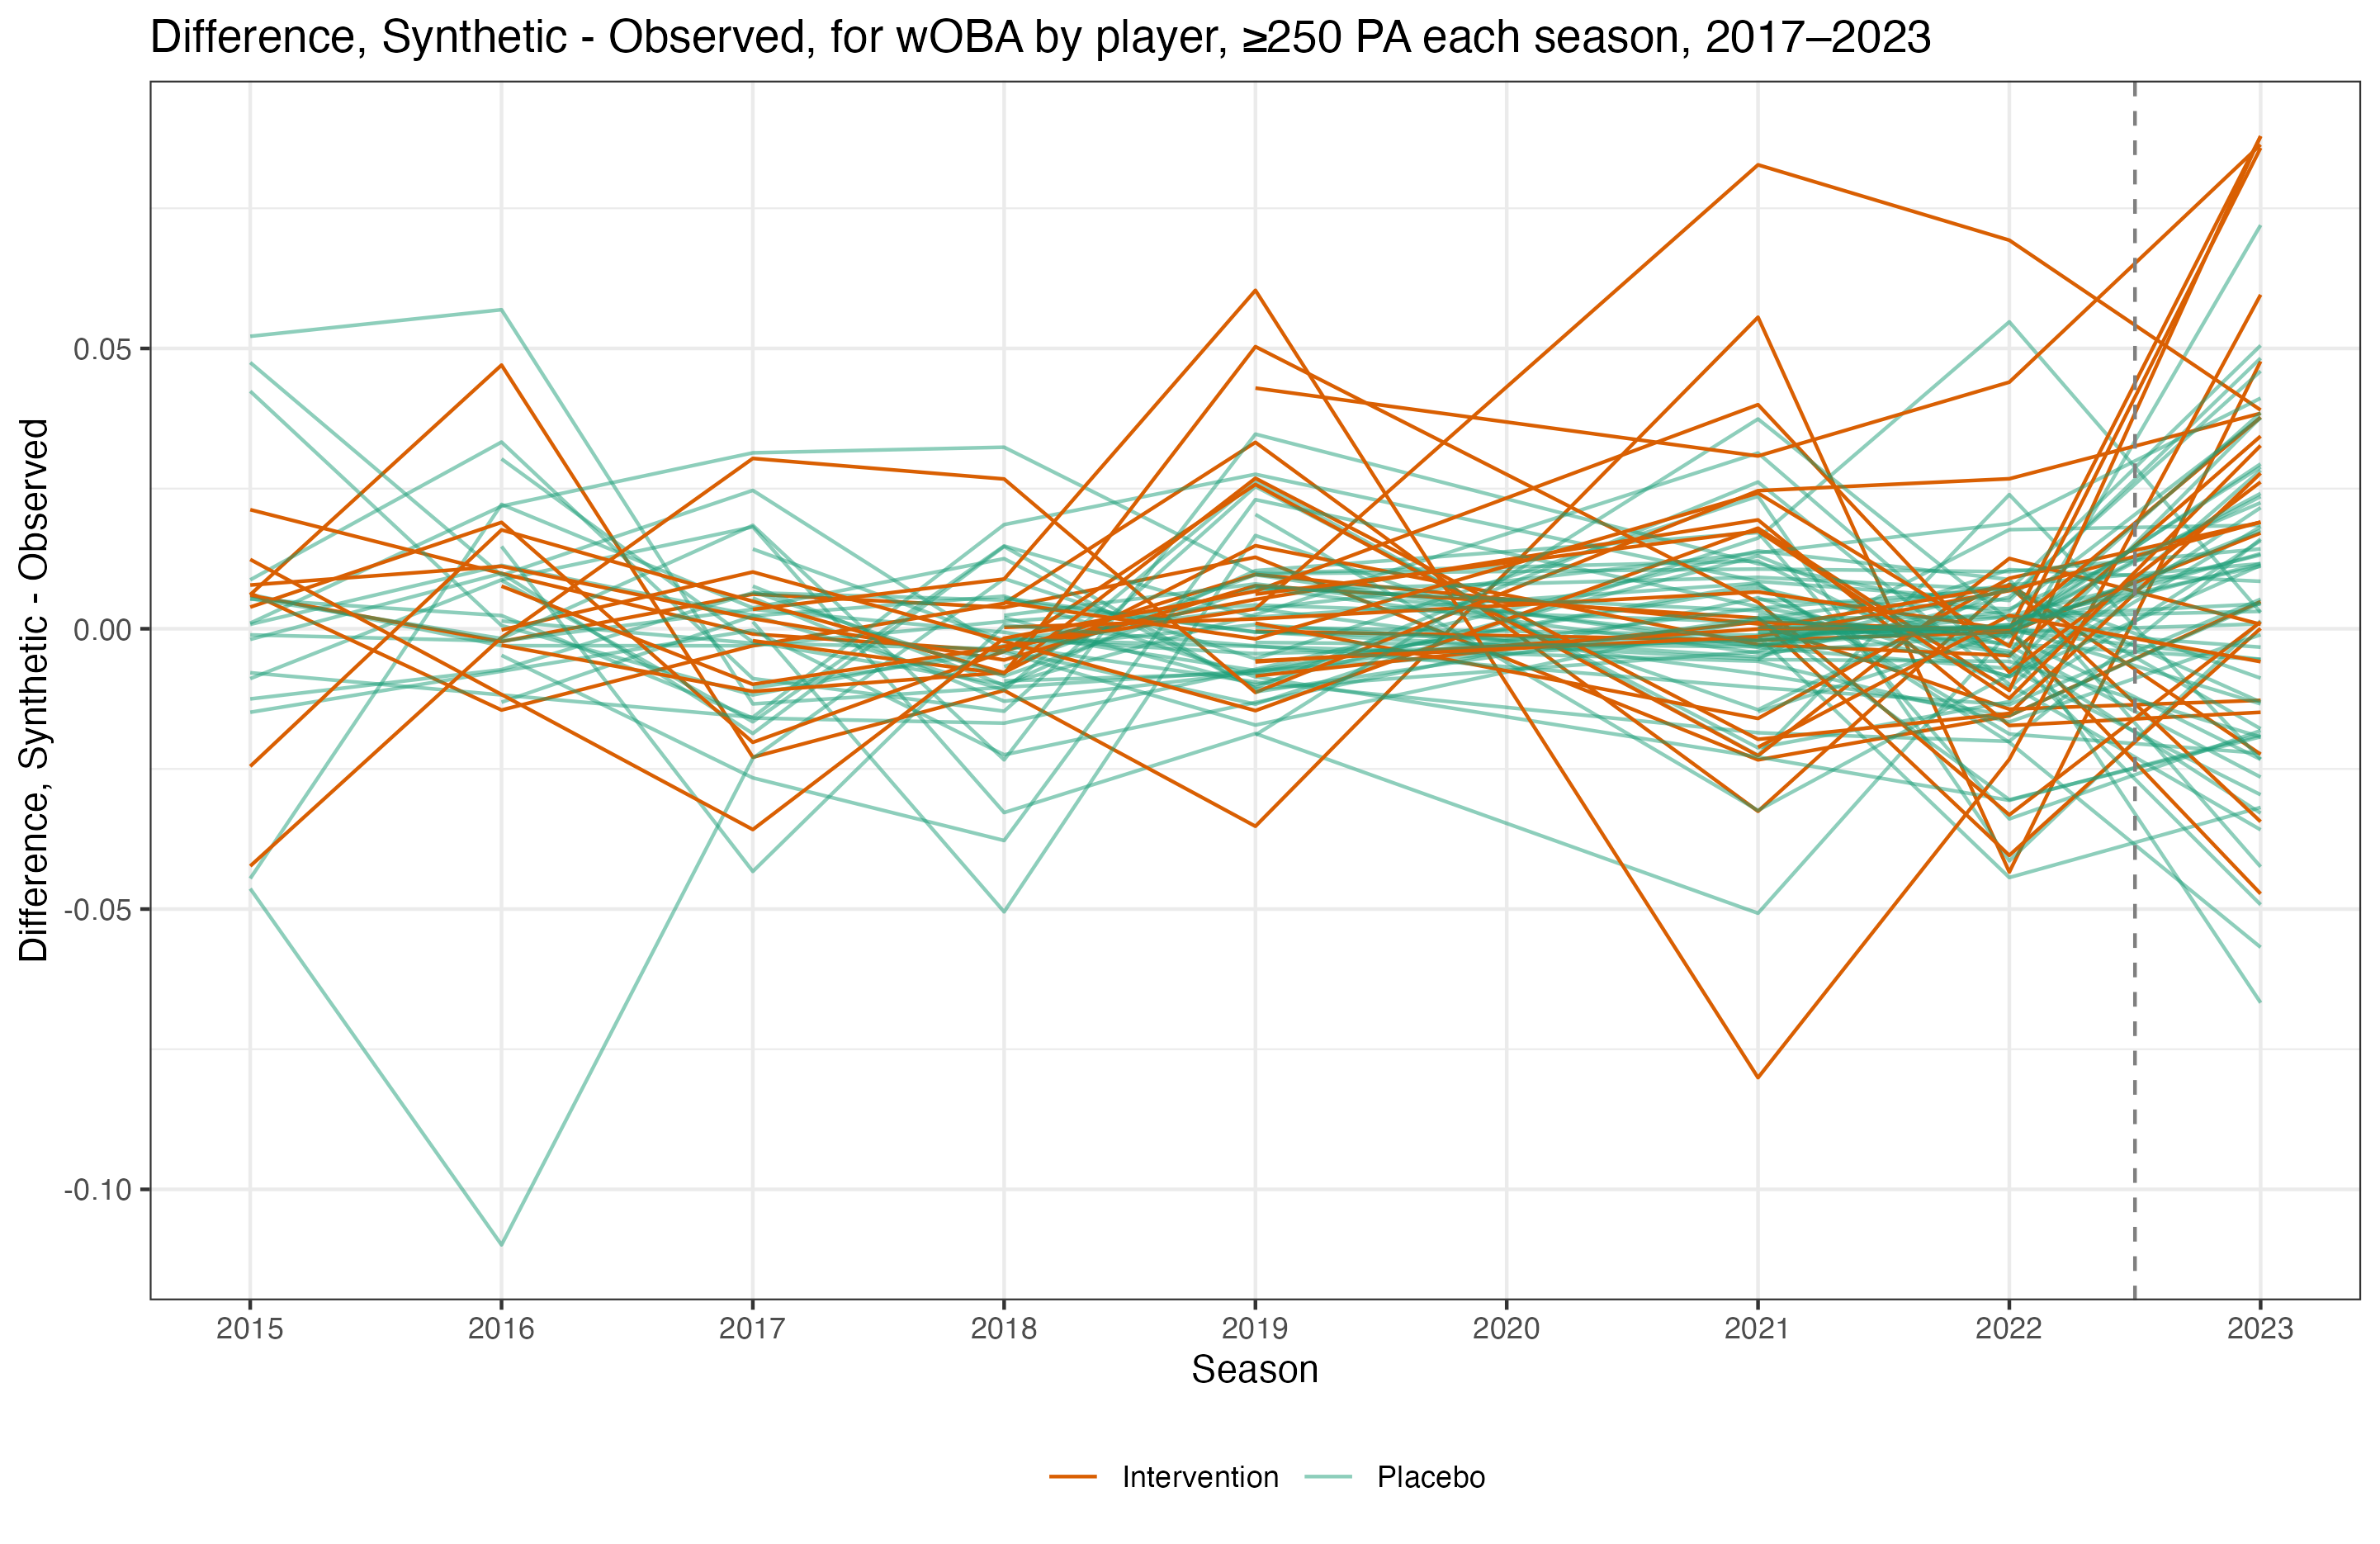 Difference, Synthetic - Observed, for wOBA by player, ≥250 PA each season, 2017–2023
Difference, Synthetic - Observed
0.05
0.00
-0.05
-0.10
2015 2016 2017 2018 2019 2020 2021 2022 2023
Season
Intervention Placebo